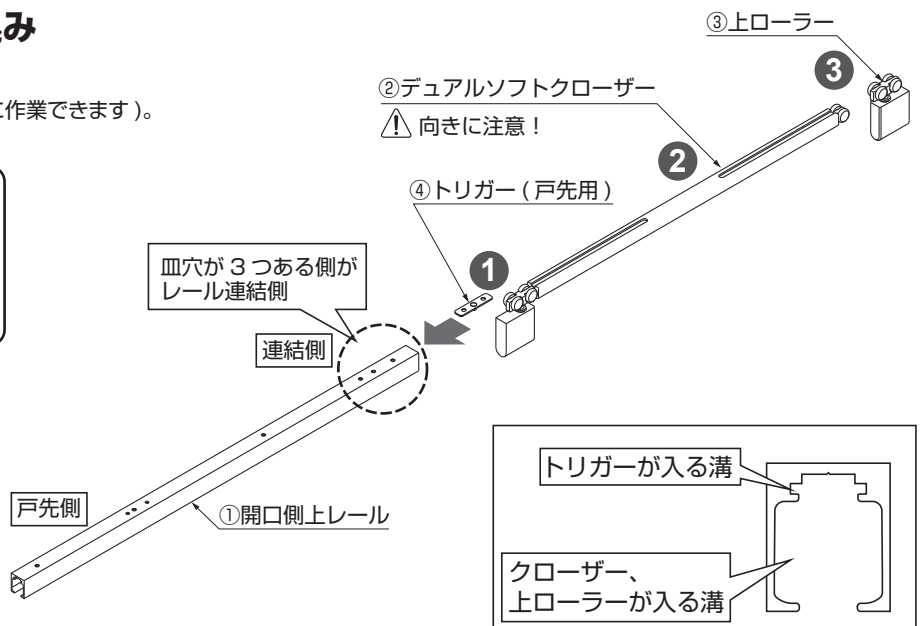 み
に作業できます )。
③上ローラー
3
②デュアルソフトクローザー
向きに注意！
2
④トリガー ( 戸先用 )
1
皿穴が 3 つある側が
レール連結側
連結側
戸先側
①開口側上レール
トリガーが入る溝
クローザー、
上ローラーが入る溝